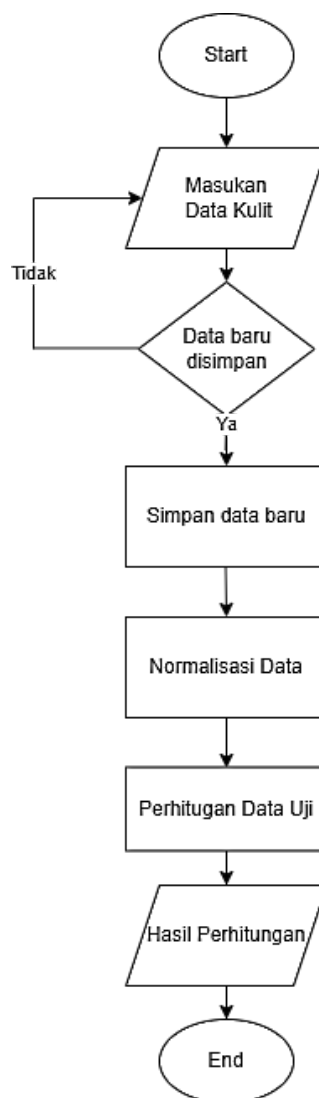 Start
Masukan
Data Kulit
Tidak
Data baru
disimpan
Ya
Simpan data baru
Normalisasi Data
Perhitugan Data Uji
Hasil Perhitungan
End